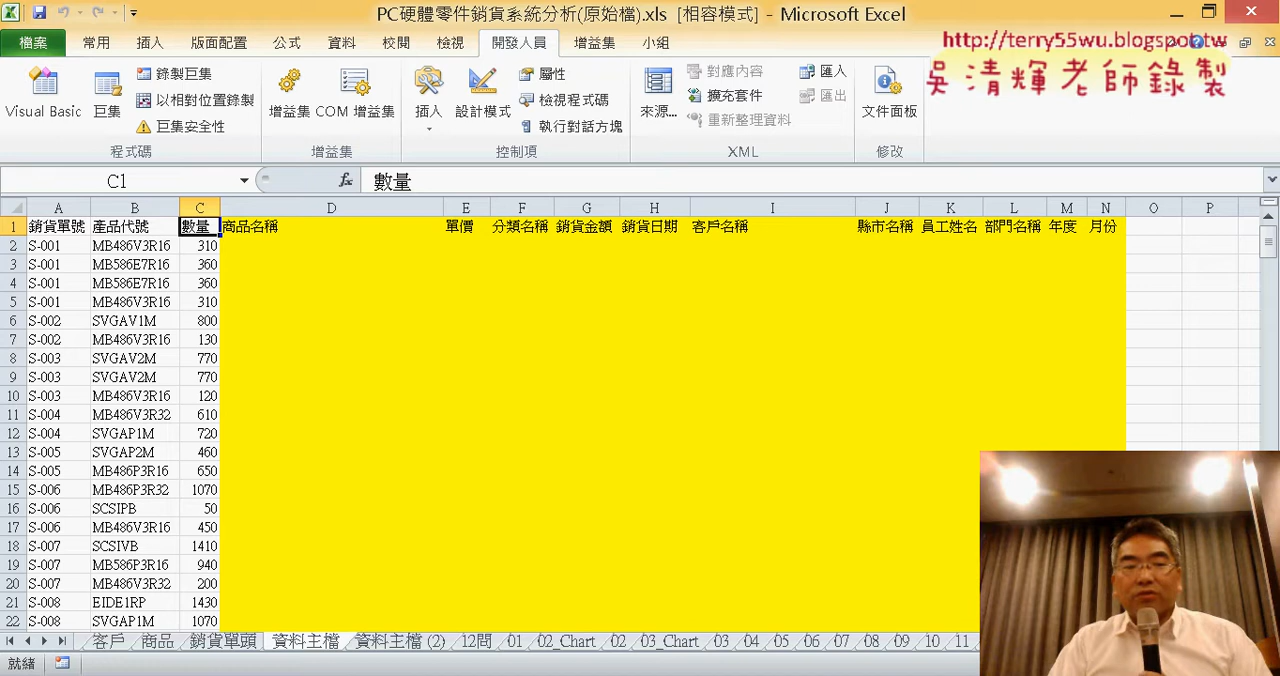 PC硬體零件銷貨系統分析(原始檔).xls [相容模式] - Microsoft Excel
檔案 常用 插入 版面配置 公式 資料 校閱 檢視 開發人員 增益集 小組
http://terry55wu.blogspot.tw
吳清輝老師錄製
Visual Basic 巨集 錄製巨集 以相對位置錄製 巨集安全性
增益集 COM 增益集
插入 設計模式 屬性 檢視程式碼 執行對話方塊
來源... 對應內容 擴充套件 重新整理資料 匯入 匯出
文件面板
程式碼 增益集 控制項 XML 修改
C1 fx 數量
A B C D E F G H I J K L M N O P
1 銷貨單號 產品代號 數量 商品名稱 單價 分類名稱 銷貨金額 銷貨日期 客戶名稱 縣市名稱 員工姓名 部門名稱 年度 月份
2 S-001 MB486V3R16 310
3 S-001 MB586E7R16 360
4 S-001 MB586E7R16 360
5 S-001 MB486V3R16 310
6 S-002 SVGAV1M 800
7 S-002 MB486V3R16 130
8 S-003 SVGAV2M 770
9 S-003 SVGAV2M 770
10 S-003 MB486V3R16 120
11 S-004 MB486V3R32 610
12 S-004 SVGAP1M 720
13 S-005 SVGAP2M 460
14 S-005 MB486P3R16 650
15 S-006 MB486P3R32 1070
16 S-006 SCSIPB 50
17 S-006 MB486V3R16 450
18 S-007 SCSIVB 1410
19 S-007 MB586P3R16 940
20 S-007 MB486V3R32 200
21 S-008 EIDE1RP 1430
22 S-008 SVGAP1M 1070
客戶 商品 銷貨單頭 資料主檔 資料主檔 (2) 12問 01 02_Chart 02 03_Chart 03 04 05 06 07 08 09 10 11
就緒